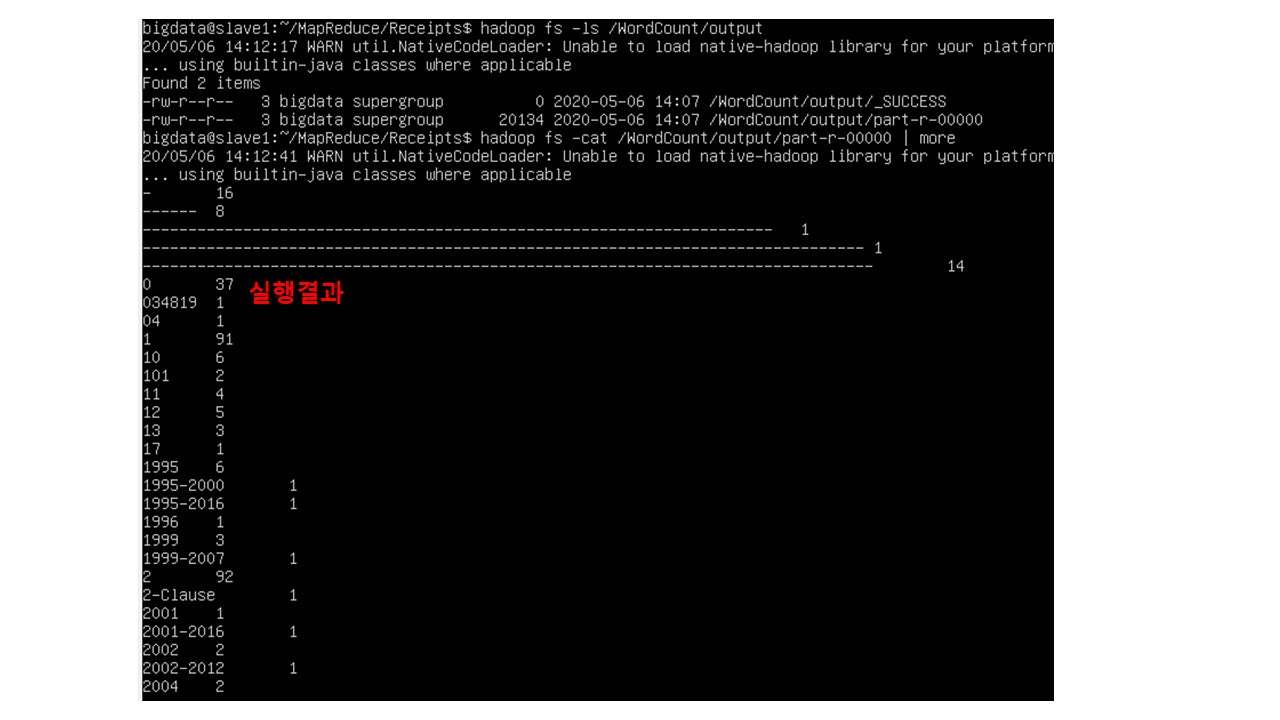 bigdata@slave1:~/MapReduce/Receipts$ hadoop fs -ls /WordCount/output
20/05/06 14:12:17 WARN util.NativeCodeLoader: Unable to load native-hadoop library for your platform
... using builtin-java classes where applicable
Found 2 items
-rw-r--r--   3 bigdata supergroup          0 2020-05-06 14:07 /WordCount/output/_SUCCESS
-rw-r--r--   3 bigdata supergroup      20134 2020-05-06 14:07 /WordCount/output/part-r-00000
bigdata@slave1:~/MapReduce/Receipts$ hadoop fs -cat /WordCount/output/part-r-00000 | more
20/05/06 14:12:41 WARN util.NativeCodeLoader: Unable to load native-hadoop library for your platform
... using builtin-java classes where applicable
-       16
------  8
---------------------------------------------------------------------   1
------------------------------------------------------------------------------- 1
--------------------------------------------------------------------------------        14
0       37
실행결과
034819  1
04      1
1       91
10      6
101     2
11      4
12      5
13      3
17      1
1995    6
1995-2000       1
1995-2016       1
1996    1
1999    3
1999-2007       1
2       92
2-Clause        1
2001    1
2001-2016       1
2002    2
2002-2012       1
2004    2